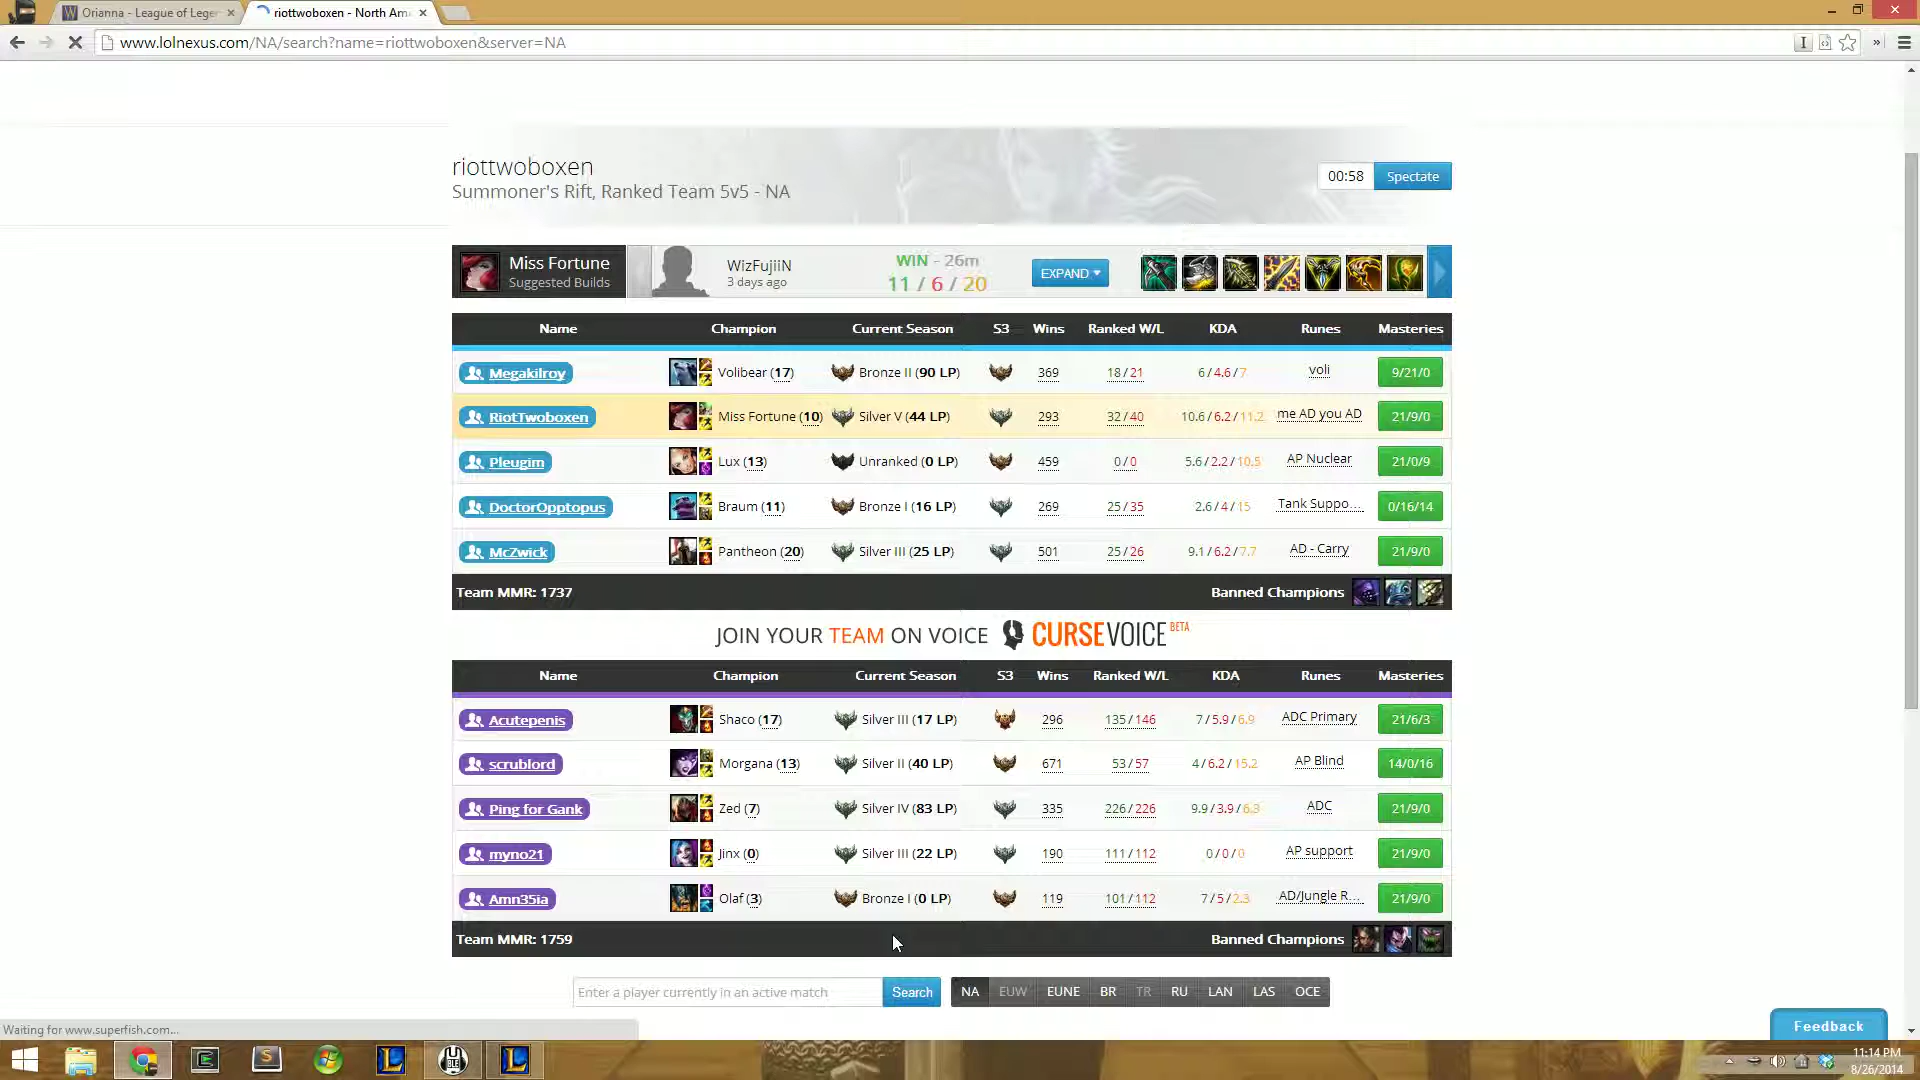 Orianna - League of Lege
riottwoboxen - North Am
www.lolnexus.com/NA/search?name=riottwoboxen&server=NA
riottwoboxen
Summoner's Rift, Ranked Team 5v5 - NA
00:58 Spectate
Miss Fortune
Suggested Builds
WizFujiiN
3 days ago
WIN - 26m
11 / 6 / 20
EXPAND
Name Champion Current Season S3 Wins Ranked W/L KDA Runes Masteries
Megakilroy Volibear (17) Bronze II (90 LP) 369 18 / 21 6 / 4.6 / 7 voli 9/21/0
RiotTwoboxen Miss Fortune (10) Silver V (44 LP) 293 32 / 40 10.6 / 6.2 / 11.2 me AD you AD 21/9/0
Pleugim Lux (13) Unranked (0 LP) 459 0 / 0 5.6 / 2.2 / 10.5 AP Nuclear 21/0/9
DoctorOpptopus Braum (11) Bronze I (16 LP) 269 25 / 35 2.6 / 4 / 15 Tank Suppo... 0/16/14
McZwick Pantheon (20) Silver III (25 LP) 501 25 / 26 9.1 / 6.2 / 7.7 AD - Carry 21/9/0
Team MMR: 1737 Banned Champions
JOIN YOUR TEAM ON VOICE CURSEVOICE BETA
Name Champion Current Season S3 Wins Ranked W/L KDA Runes Masteries
Acutepenis Shaco (17) Silver III (17 LP) 296 135 / 146 7 / 5.9 / 6.9 ADC Primary 21/6/3
scrublord Morgana (13) Silver II (40 LP) 671 53 / 57 4 / 6.2 / 15.2 AP Blind 14/0/16
Ping for Gank Zed (7) Silver IV (83 LP) 335 226 / 226 9.9 / 3.9 / 6.3 ADC 21/9/0
myno21 Jinx (0) Silver III (22 LP) 190 111 / 112 0 / 0 / 0 AP support 21/9/0
Amn35ia Olaf (3) Bronze I (0 LP) 119 101 / 112 7 / 5 / 2.3 AD/Jungle R... 21/9/0
Team MMR: 1759 Banned Champions
Enter a player currently in an active match Search NA EUW EUNE BR TR RU LAN LAS OCE
Feedback
Waiting for www.superfish.com...
11:14 PM
8/26/2014